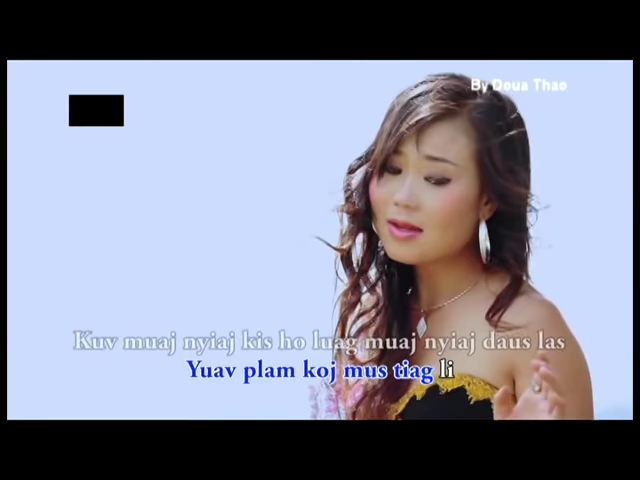 By Doua Thao
Kuv muaj nyiaj kis ho luag muaj nyiaj daus las
Yuav plam koj mus tiag li